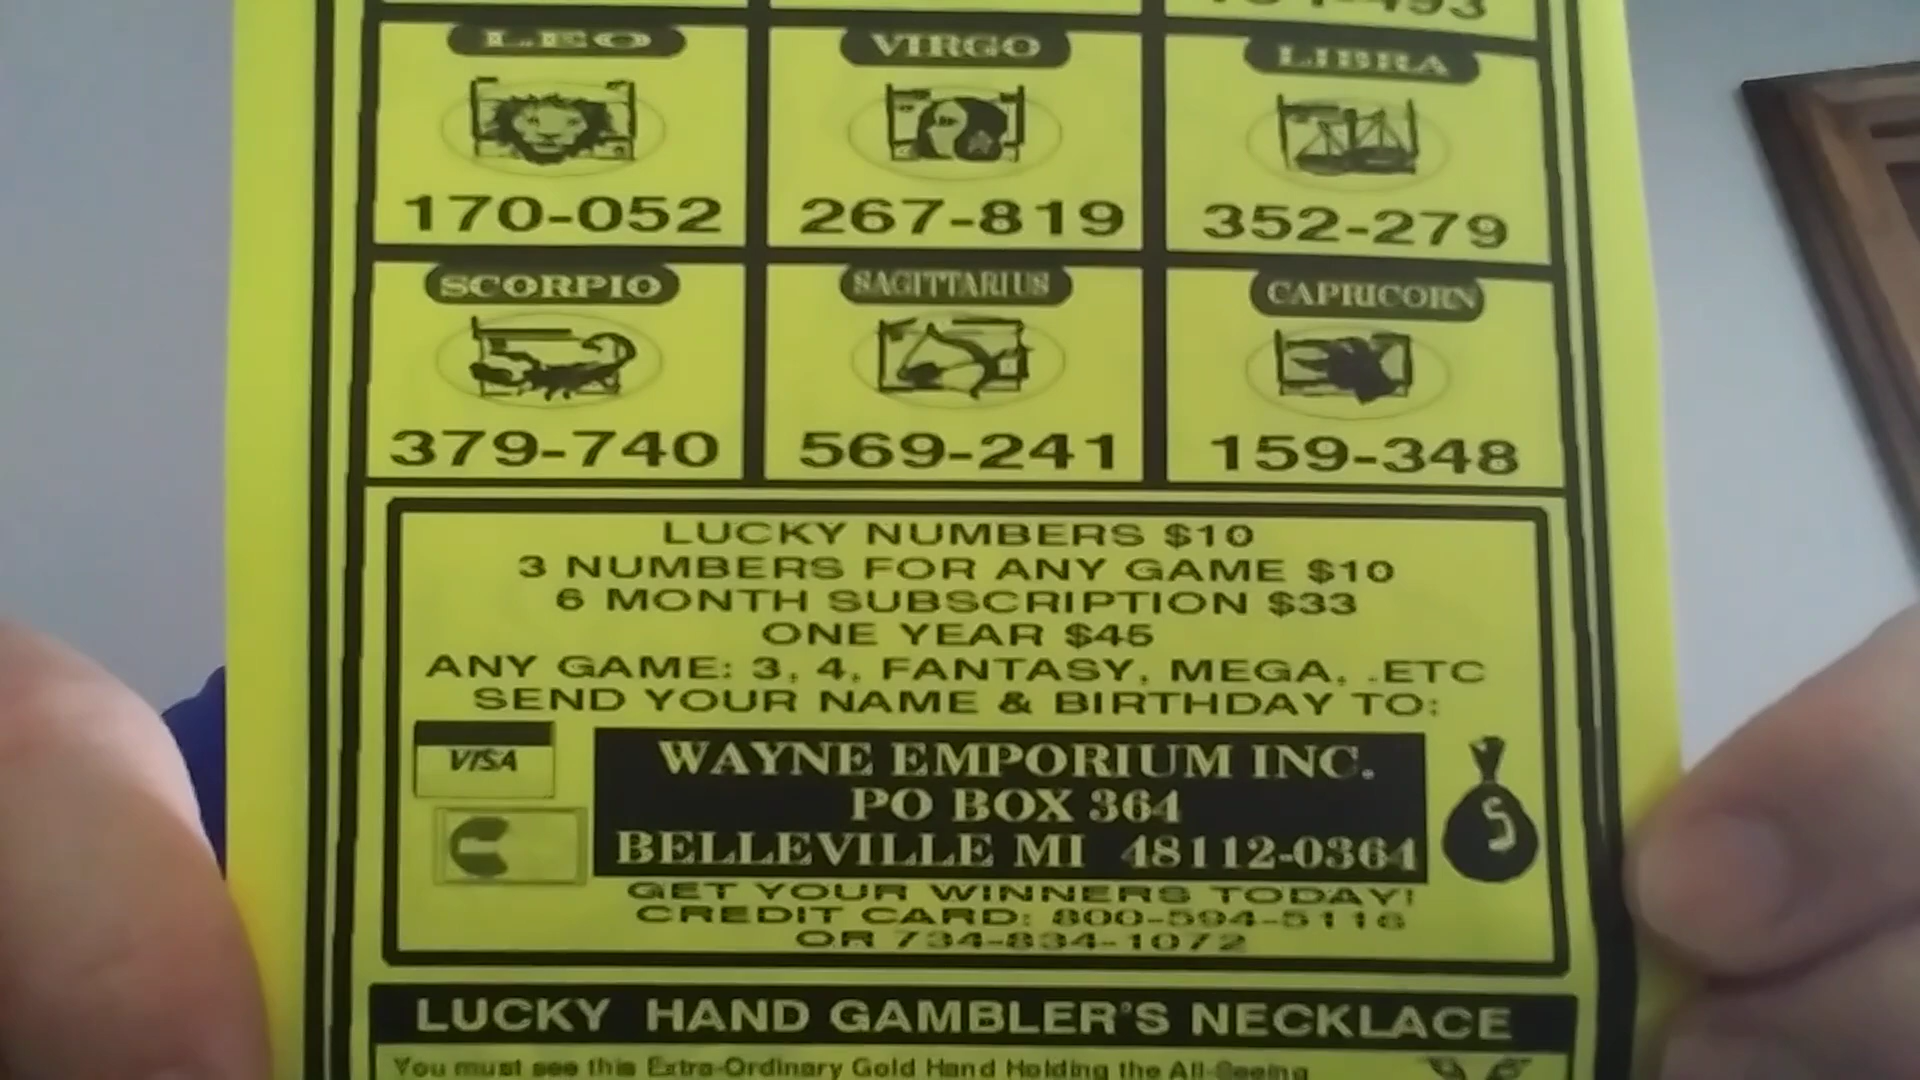 493
LEO
VIRGO
LIBRA
170-052
267-819
352-279
SCORPIO
SAGITTARIUS
CAPRICORN
379-740
569-241
159-348
LUCKY NUMBERS $10
3 NUMBERS FOR ANY GAME $10
6 MONTH SUBSCRIPTION $33
ONE YEAR $45
ANY GAME: 3, 4, FANTASY, MEGA, .ETC
SEND YOUR NAME & BIRTHDAY TO:
VISA
WAYNE EMPORIUM INC.
PO BOX 364
BELLEVILLE MI 48112-0364
$
GET YOUR WINNERS TODAY!
CREDIT CARD: 800-594-5116
OR 734-834-1072
LUCKY HAND GAMBLER'S NECKLACE
You must see this Extra-Ordinary Gold Hand Holding the All-Seeing